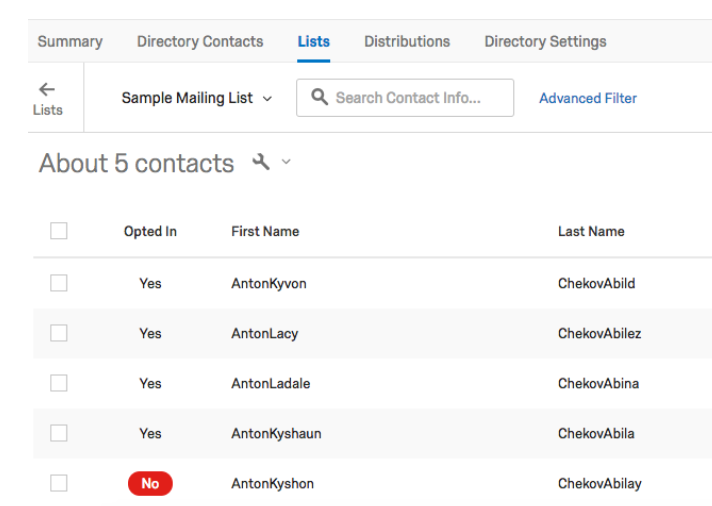 Summary Directory Contacts Lists Distributions Directory Settings
Lists Sample Mailing List Search Contact Info... Advanced Filter
About 5 contacts
Opted In First Name Last Name
Yes AntonKyvon ChekovAbild
Yes AntonLacy ChekovAbilez
Yes AntonLadale ChekovAbina
Yes AntonKyshaun ChekovAbila
No AntonKyshon ChekovAbilay